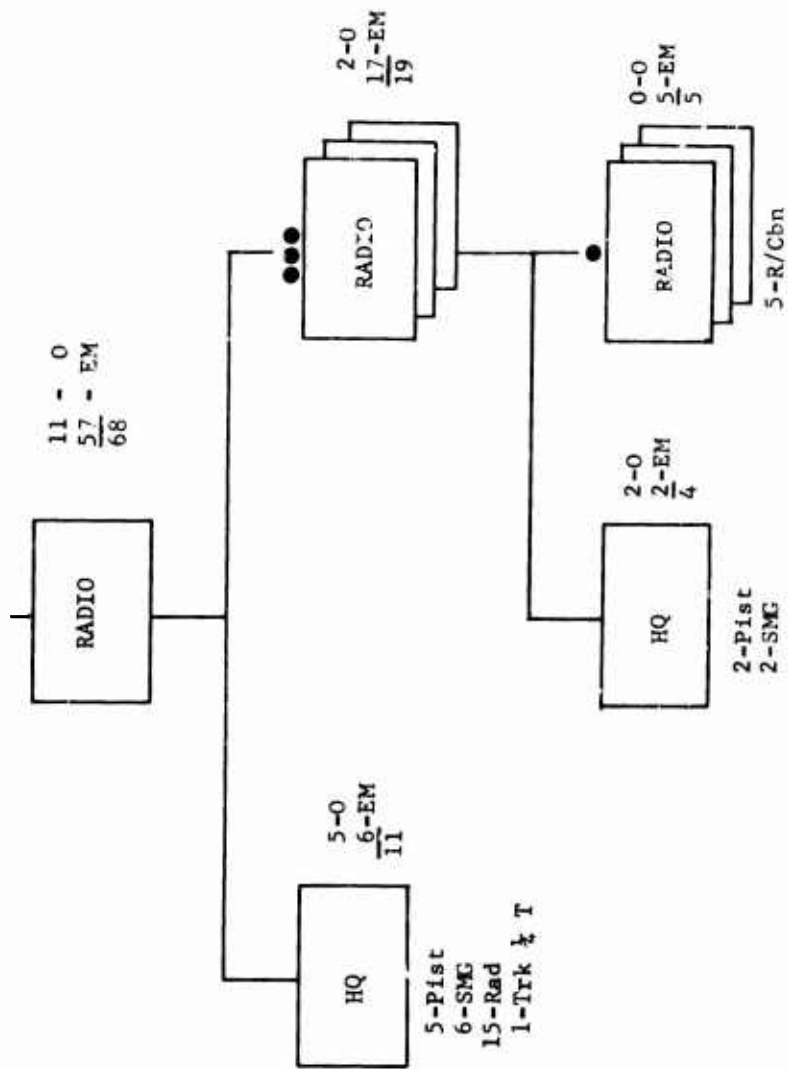 RADIO
11 - O
57 - EM
68
HQ
5-O
6-EM
11
5-Pist
6-SMG
15-Rad
1-Trk ¼ T
RADIO
2-O
17-EM
19
HQ
2-O
2-EM
4
2-Pist
2-SMG
RADIO
0-O
5-EM
5
5-R/Cbn